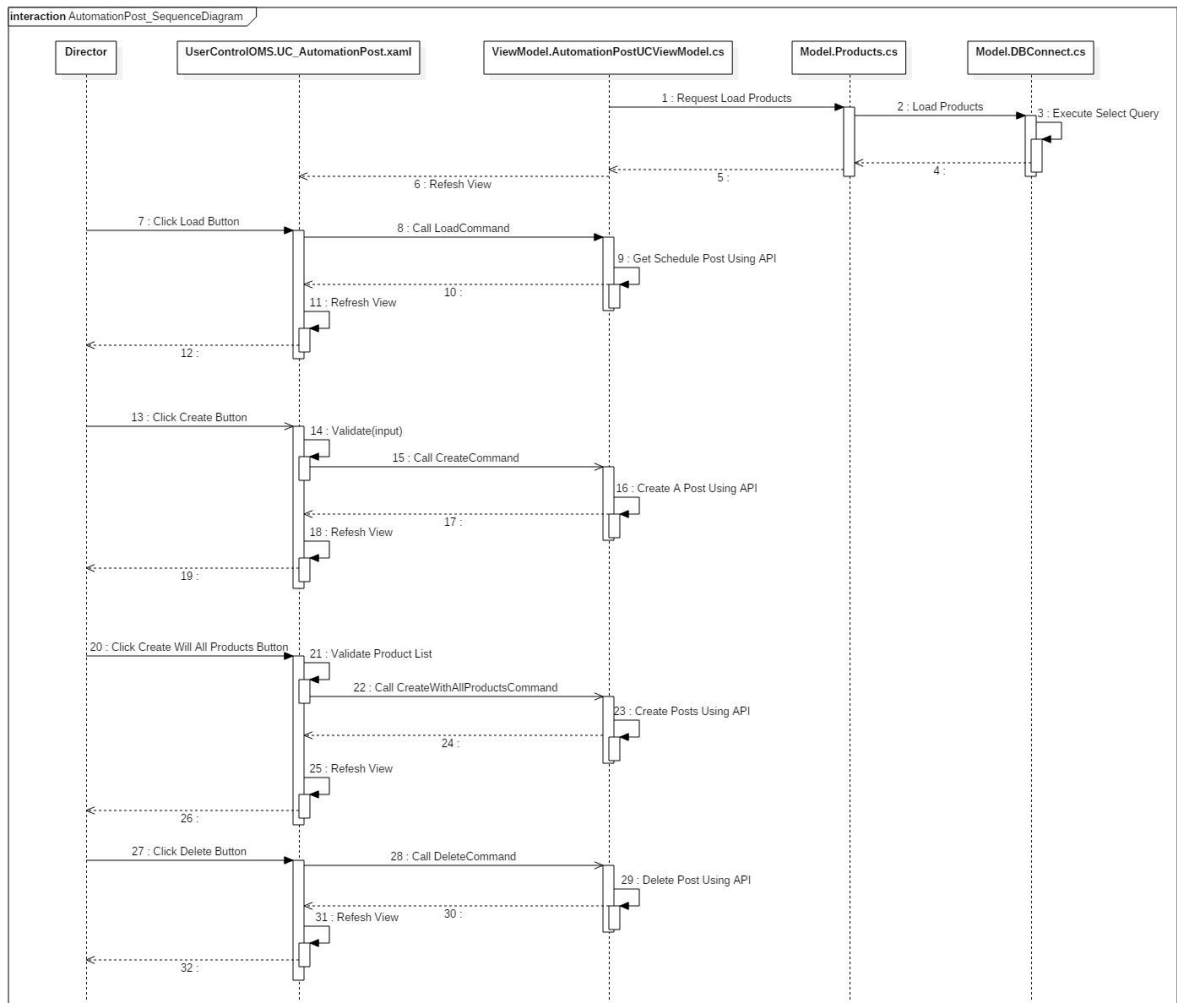 interaction AutomationPost_SequenceDiagram
Director
UserControlOMS.UC_AutomationPost.xaml
ViewModel.AutomationPostUCViewModel.cs
Model.Products.cs
Model.DBConnect.cs
1 : Request Load Products
2 : Load Products
3 : Execute Select Query
4 :
5 :
6 : Refesh View
7 : Click Load Button
8 : Call LoadCommand
9 : Get Schedule Post Using API
10 :
11 : Refresh View
12 :
13 : Click Create Button
14 : Validate(input)
15 : Call CreateCommand
16 : Create A Post Using API
17 :
18 : Refesh View
19 :
20 : Click Create Will All Products Button
21 : Validate Product List
22 : Call CreateWithAllProductsCommand
23 : Create Posts Using API
24 :
25 : Refesh View
26 :
27 : Click Delete Button
28 : Call DeleteCommand
29 : Delete Post Using API
30 :
31 : Refesh View
32 :